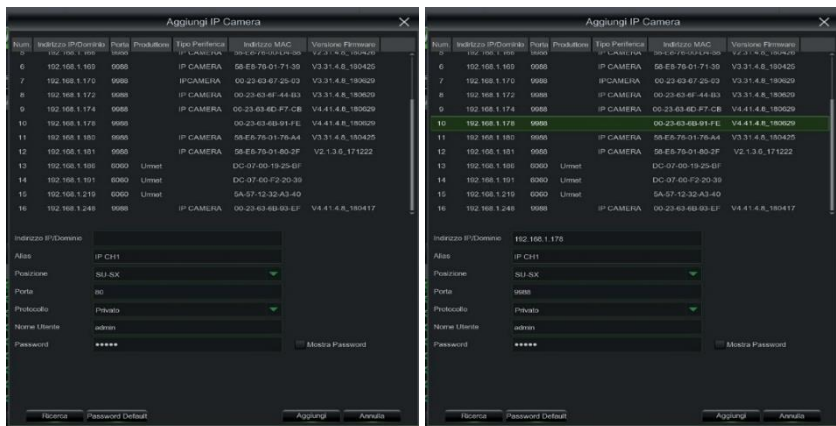 Aggiungi IP Camera
Num. Indirizzo IP/Dominio Porta Produttore Tipo Periferica Indirizzo MAC Versione Firmware
6 192.168.1.169 9988 IP CAMERA 58-E8-76-01-71-39 V3.31.4.8_180425
7 192.168.1.170 9988 IPCAMERA 00-23-63-67-25-03 V3.31.4.8_180629
8 192.168.1.172 9988 IP CAMERA 00-23-63-6F-44-B3 V3.31.4.8_180629
9 192.168.1.174 9988 IP CAMERA 00-23-63-6D-F7-CB V4.41.4.8_180629
10 192.168.1.178 9988 00-23-63-6B-91-FE
11 192.168.1.180 9988 IP CAMERA 58-E8-76-01-76-A4 V3.31.4.8_180425
12 192.168.1.181 9988 IP CAMERA 58-E8-76-01-80-2F V2.1.3.6_171222
13 192.168.1.186 6060 Urmet DC-07-00-19-25-BF
14 192.168.1.191 6060 Urmet DC-07-00-F2-20-39
15 192.168.1.219 6060 Urmet 5A-57-12-32-A3-40
16 192.168.1.248 9988 IP CAMERA 00-23-63-6B-93-EF V4.41.4.8_180417
Indirizzo IP/Dominio
Alias IP CH1
Posizione SU-SX
Porta 80
Protocollo Privato
Nome Utente admin
Password ***** Mostra Password
Ricerca Password Default Aggiungi Annulla
Aggiungi IP Camera
Num. Indirizzo IP/Dominio Porta Produttore Tipo Periferica Indirizzo MAC Versione Firmware
6 192.168.1.169 9988 IP CAMERA 58-E8-76-01-71-39 V3.31.4.8_180425
7 192.168.1.170 9988 IPCAMERA 00-23-63-67-25-03 V3.31.4.8_180629
8 192.168.1.172 9988 IP CAMERA 00-23-63-6F-44-B3 V3.31.4.8_180629
9 192.168.1.174 9988 IP CAMERA 00-23-63-6D-F7-CB V4.41.4.8_180629
10 192.168.1.178 9988 00-23-63-6B-91-FE V4.41.4.8_180629
11 192.168.1.180 9988 IP CAMERA 58-E8-76-01-76-A4 V3.31.4.8_180425
12 192.168.1.181 9988 IP CAMERA 58-E8-76-01-80-2F V2.1.3.6_171222
13 192.168.1.186 6060 Urmet DC-07-00-19-25-BF
14 192.168.1.191 6060 Urmet DC-07-00-F2-20-39
15 192.168.1.219 6060 Urmet 5A-57-12-32-A3-40
16 192.168.1.248 9988 IP CAMERA 00-23-63-6B-93-EF V4.41.4.8_180417
Indirizzo IP/Dominio 192.168.1.178
Alias IP CH1
Posizione SU-SX
Porta 9988
Protocollo Privato
Nome Utente admin
Password ***** Mostra Password
Ricerca Password Default Aggiungi Annulla